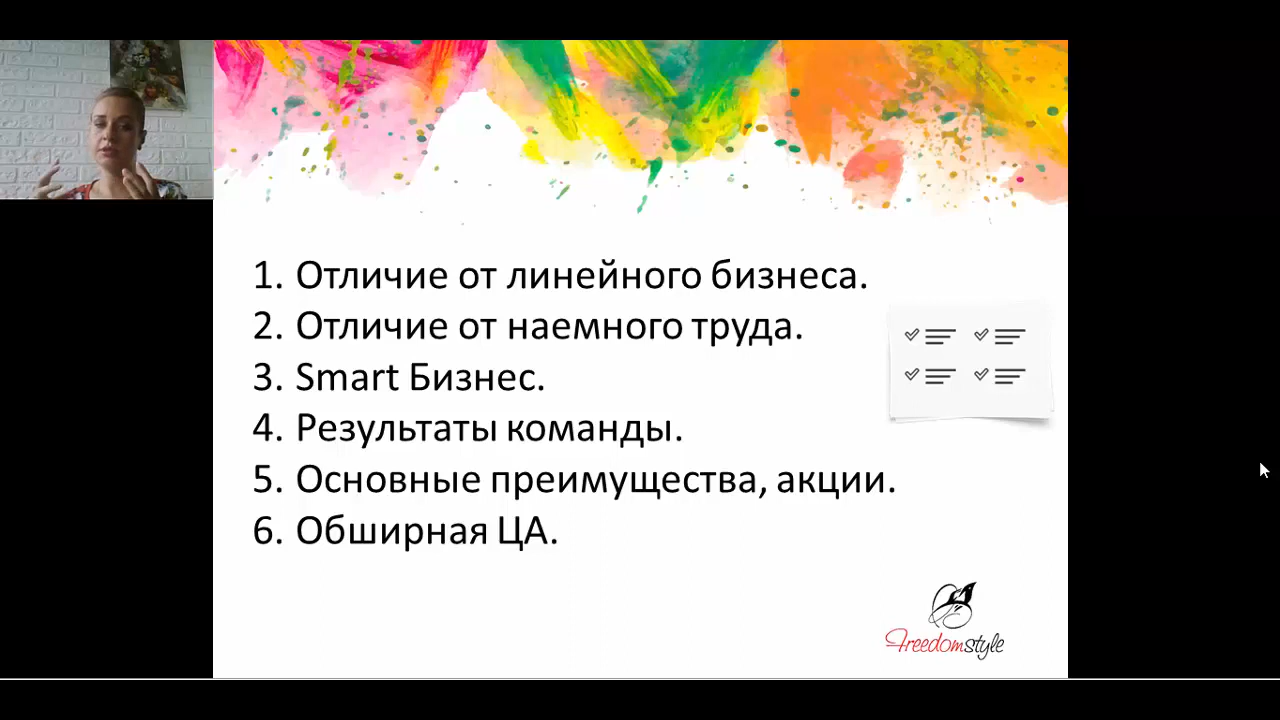 1. Отличие от линейного бизнеса.
2. Отличие от наемного труда.
3. Smart Бизнес.
4. Результаты команды.
5. Основные преимущества, акции.
6. Обширная ЦА.
Freedomstyle